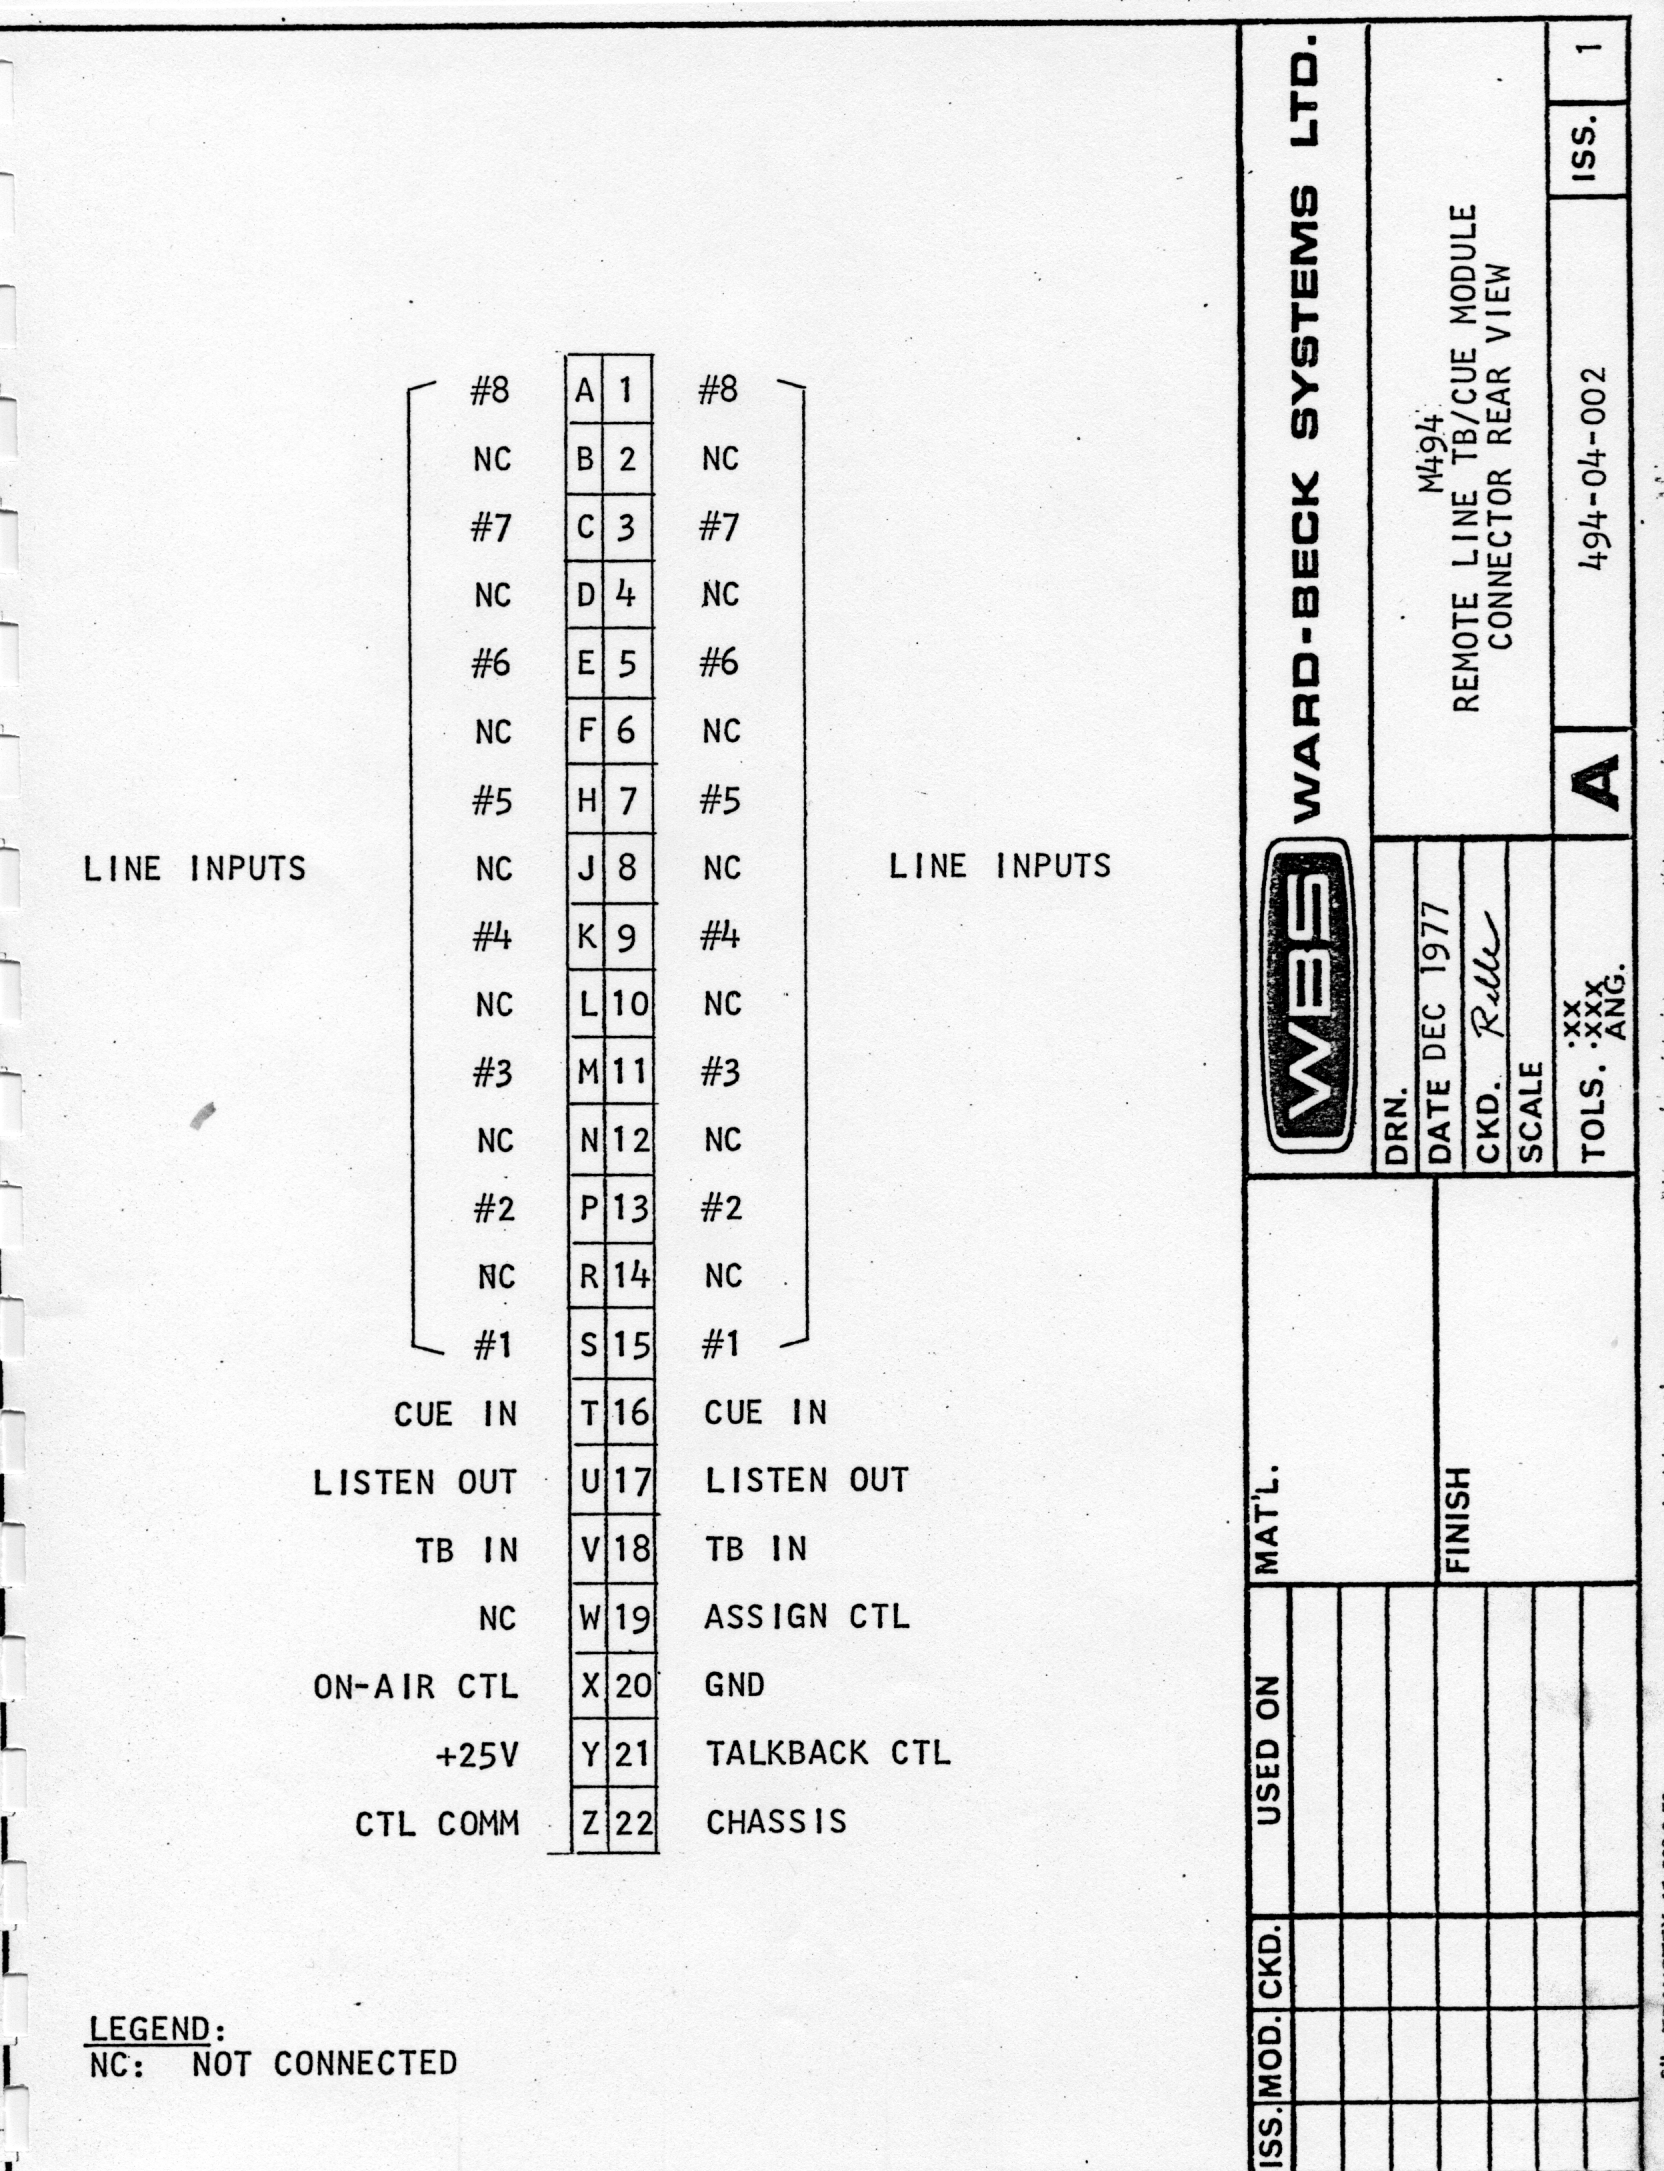 #8 A 1 #8
NC B 2 NC
#7 C 3 #7
NC D 4 NC
#6 E 5 #6
NC F 6 NC
#5 H 7 #5
LINE INPUTS NC J 8 NC LINE INPUTS
#4 K 9 #4
NC L 10 NC
#3 M 11 #3
NC N 12 NC
#2 P 13 #2
NC R 14 NC
#1 S 15 #1
CUE IN T 16 CUE IN
LISTEN OUT U 17 LISTEN OUT
TB IN V 18 TB IN
NC W 19 ASSIGN CTL
ON-AIR CTL X 20 GND
+25V Y 21 TALKBACK CTL
CTL COMM Z 22 CHASSIS
LEGEND:
NC: NOT CONNECTED
WBS WARD-BECK SYSTEMS LTD.
M494
REMOTE LINE TB/CUE MODULE
CONNECTOR REAR VIEW
A 494-04-002 ISS. 1
DRN.
DATE DEC 1977
CKD.
SCALE
TOLS. .XX
.XXX
ANG.
MAT'L.
FINISH
USED ON
ISS. MOD. CKD.